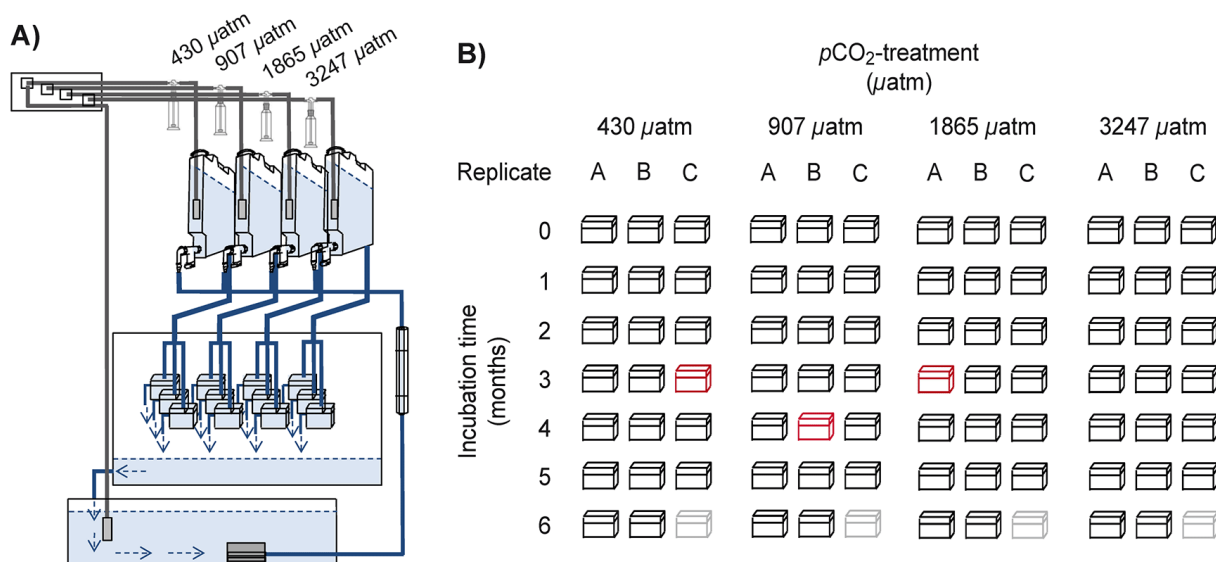 A)
430 µatm
907 µatm
1865 µatm
3247 µatm
B)
pCO₂-treatment
(µatm)
430 µatm 907 µatm 1865 µatm 3247 µatm
Replicate A B C A B C A B C A B C
Incubation time
(months)
0
1
2
3
4
5
6